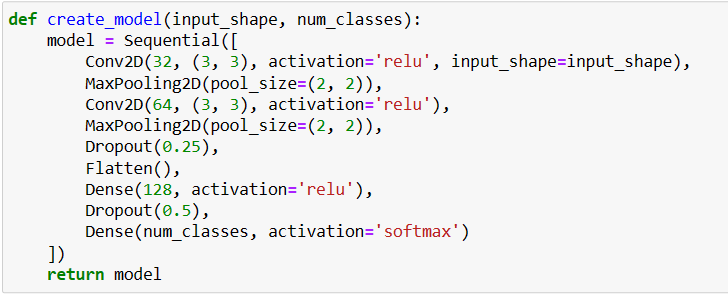 def create_model(input_shape, num_classes):
    model = Sequential([
        Conv2D(32, (3, 3), activation='relu', input_shape=input_shape),
        MaxPooling2D(pool_size=(2, 2)),
        Conv2D(64, (3, 3), activation='relu'),
        MaxPooling2D(pool_size=(2, 2)),
        Dropout(0.25),
        Flatten(),
        Dense(128, activation='relu'),
        Dropout(0.5),
        Dense(num_classes, activation='softmax')
    ])
    return model